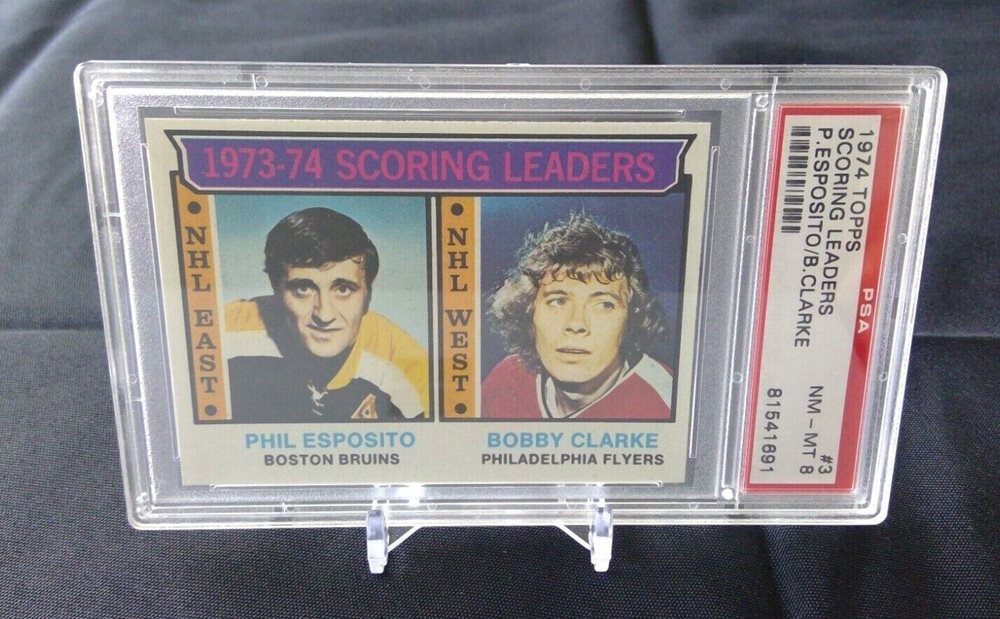 1973-74 SCORING LEADERS
NHL EAST
NHL WEST
PHIL ESPOSITO
BOSTON BRUINS
BOBBY CLARKE
PHILADELPHIA FLYERS
1974 TOPPS
SCORING LEADERS
P.ESPOSITO/B.CLARKE
#3
NM - MT 8
81541691
PSA